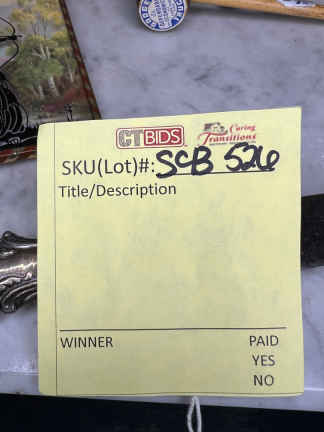 CTBIDS Caring Transitions
SKU(Lot)#: SCB 526
Title/Description
WINNER PAID
YES
NO